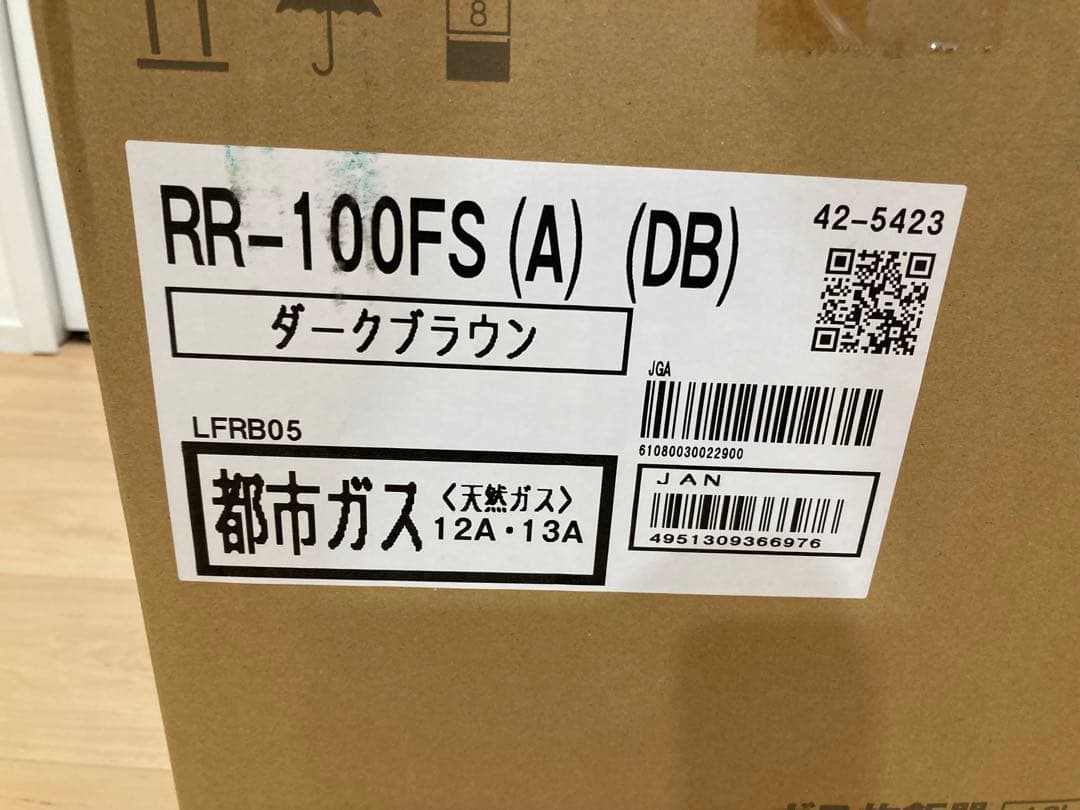 8
RR-100FS(A) (DB)
42-5423
ダークブラウン
JGA
61080030022900
LFRB05
都市ガス〈天然ガス〉
12A・13A
JAN
4951309366976